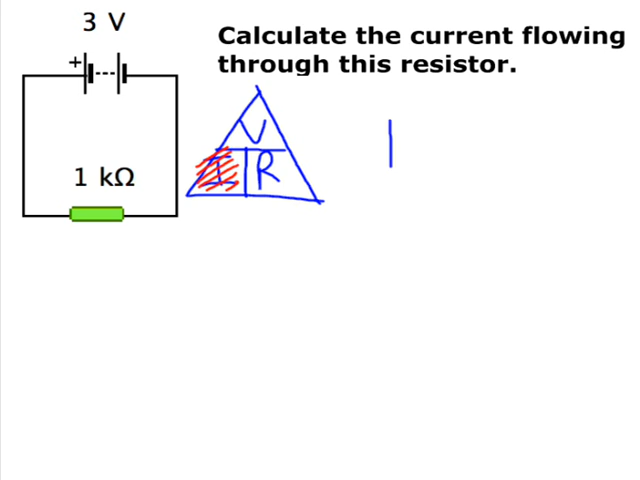 3 V
Calculate the current flowing
through this resistor.
+
V
I R
I
1 kΩ